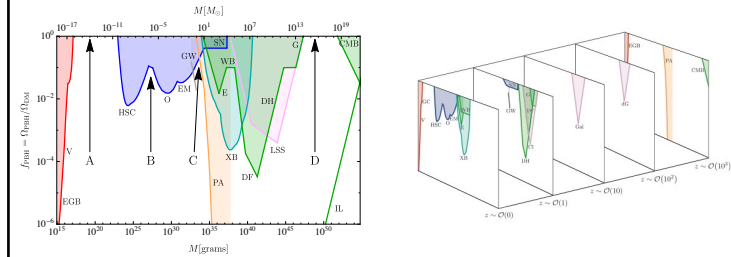 M[M⊙]
10⁻¹⁷ 10⁻¹¹ 10⁻⁵ 10¹ 10⁷ 10¹³ 10¹⁹
10⁰
10⁻²
10⁻⁴
10⁻⁶
f_PBH = Ω_PBH/Ω_DM
SN
G
CMB
GW
WB
EM
E
O
HSC
DH
V
A
B
C
XB
LSS
D
DF
PA
EGB
IL
10¹⁵ 10²⁰ 10²⁵ 10³⁰ 10³⁵ 10⁴⁰ 10⁴⁵ 10⁵⁰
M[grams]
EGB
PA
CMB
dG
Gal
GW
GC
V
HSC
O
EM
WB
E
XB
DH
z ~ O(0)
z ~ O(1)
z ~ O(10)
z ~ O(10²)
z ~ O(10³)